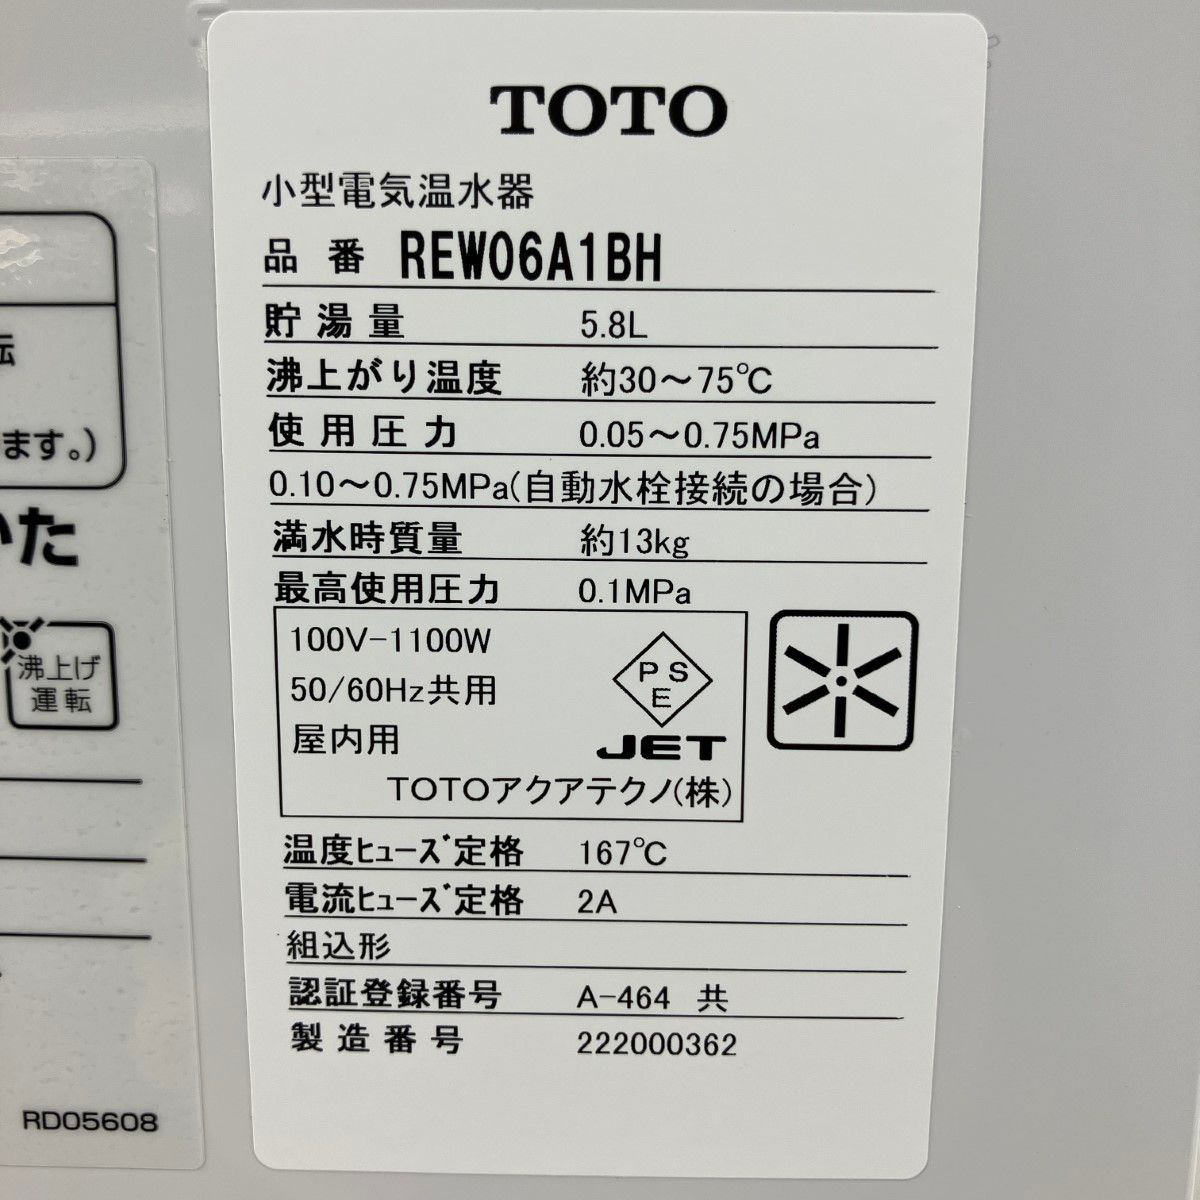 TOTO
小型電気温水器
品番 REW06A1BH
貯湯量 5.8L
沸上がり温度 約30～75℃
使用圧力 0.05～0.75MPa
0.10～0.75MPa(自動水栓接続の場合)
満水時質量 約13kg
最高使用圧力 0.1MPa
100V-1100W
50/60Hz共用
屋内用
PSE
JET
TOTOアクアテクノ(株)
温度ﾋｭｰｽﾞ定格 167℃
電流ﾋｭｰｽﾞ定格 2A
組込形
認証登録番号 A-464 共
製造番号 222000362
転
ます。)
かた
沸上げ
運転
RD05608